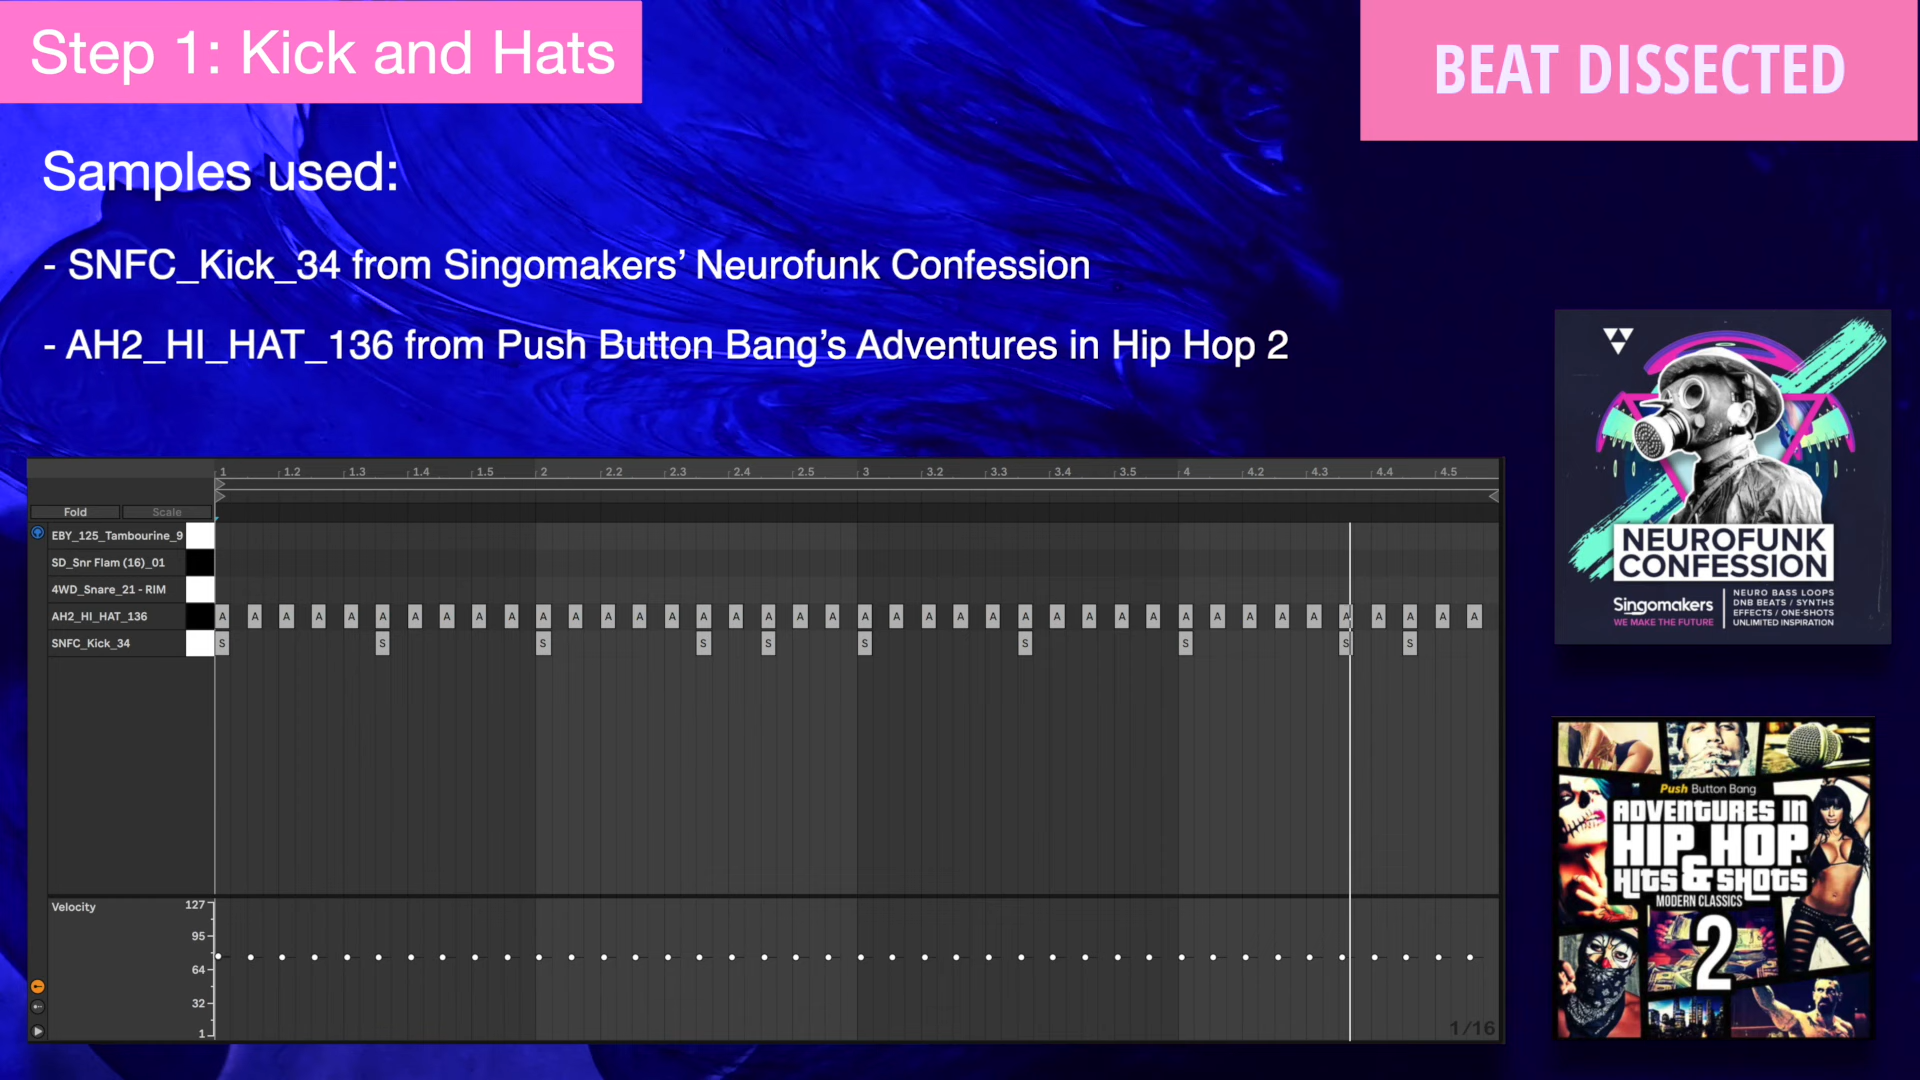 Step 1: Kick and Hats
BEAT DISSECTED
Samples used:
- SNFC_Kick_34 from Singomakers’ Neurofunk Confession
- AH2_HI_HAT_136 from Push Button Bang’s Adventures in Hip Hop 2
1 1.2 1.3 1.4 1.5 2 2.2 2.3 2.4 2.5 3 3.2 3.3 3.4 3.5 4 4.2 4.3 4.4 4.5
Fold Scale
EBY_125_Tambourine_9
SD_Snr Flam (16)_01
4WD_Snare_21 - RIM
AH2_HI_HAT_136 A A A A A A A A A A A A A A A A A A A A A A A A A A A A A A A A A A A A A A A A
SNFC_Kick_34 S S S S S S S S S S
Velocity 127
95
64
32
1
1/16
NEUROFUNK
CONFESSION
Singomakers
WE MAKE THE FUTURE
NEURO BASS LOOPS
DNB BEATS / SYNTHS
EFFECTS / ONE-SHOTS
UNLIMITED INSPIRATION
Push Button Bang
ADVENTURES IN
HIP HOP
HITS & SHOTS
MODERN CLASSICS
2